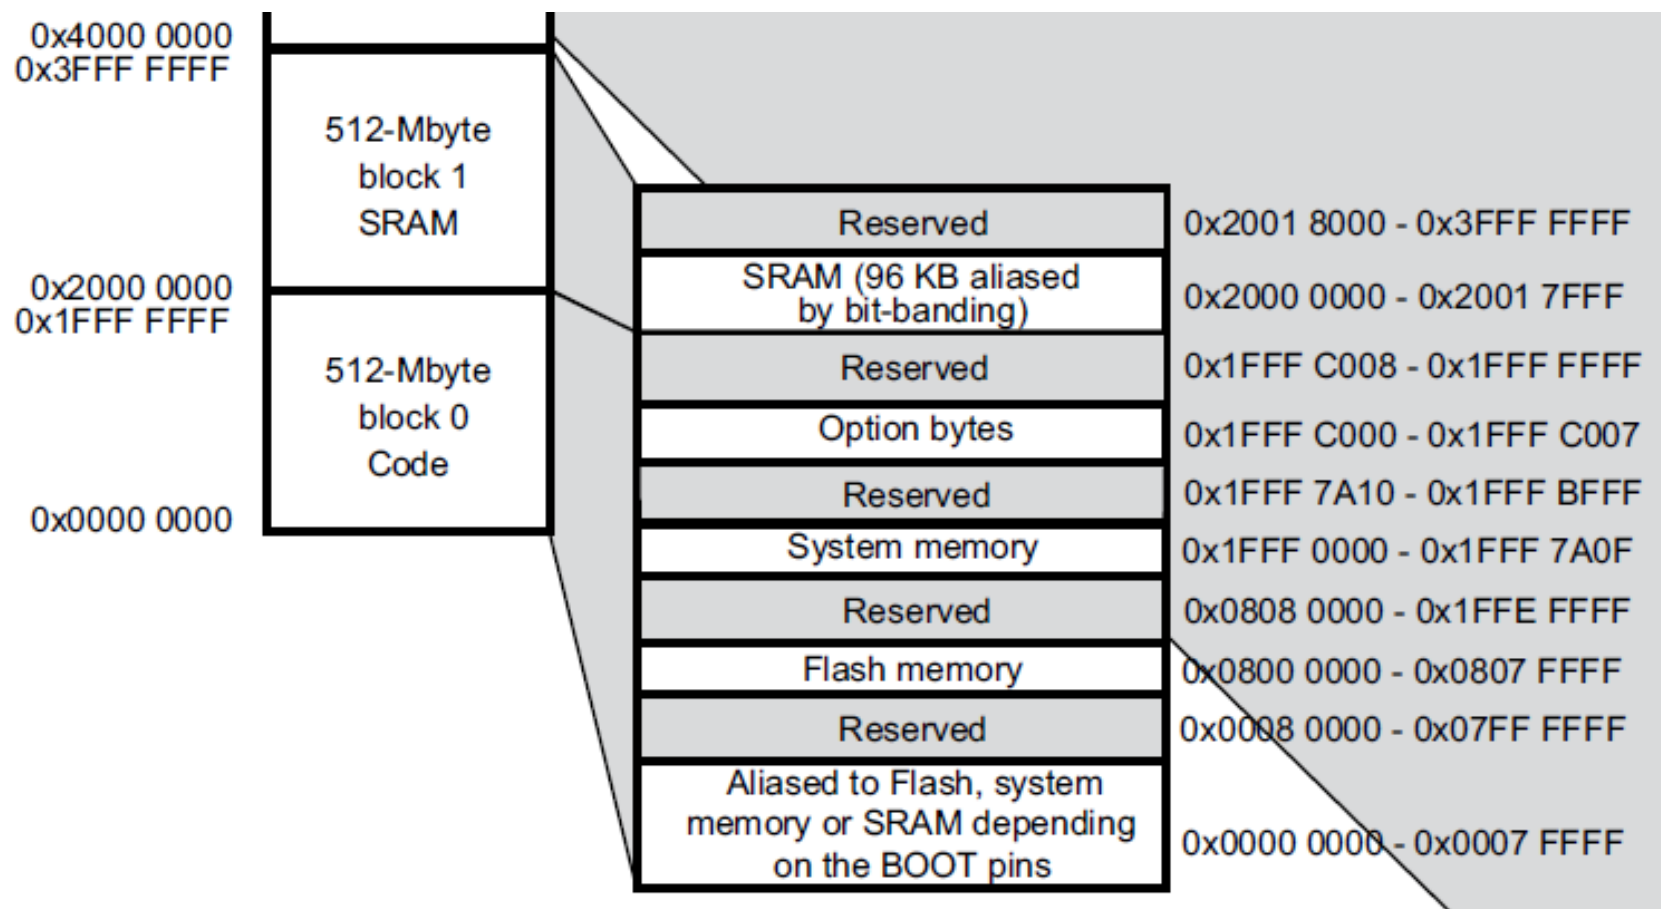 0x4000 0000
0x3FFF FFFF
512-Mbyte
block 1
SRAM
0x2000 0000
0x1FFF FFFF
512-Mbyte
block 0
Code
0x0000 0000
Reserved
0x2001 8000 - 0x3FFF FFFF
SRAM (96 KB aliased
by bit-banding)
0x2000 0000 - 0x2001 7FFF
Reserved
0x1FFF C008 - 0x1FFF FFFF
Option bytes
0x1FFF C000 - 0x1FFF C007
Reserved
0x1FFF 7A10 - 0x1FFF BFFF
System memory
0x1FFF 0000 - 0x1FFF 7A0F
Reserved
0x0808 0000 - 0x1FFE FFFF
Flash memory
0x0800 0000 - 0x0807 FFFF
Reserved
0x0008 0000 - 0x07FF FFFF
Aliased to Flash, system
memory or SRAM depending
on the BOOT pins
0x0000 0000 - 0x0007 FFFF